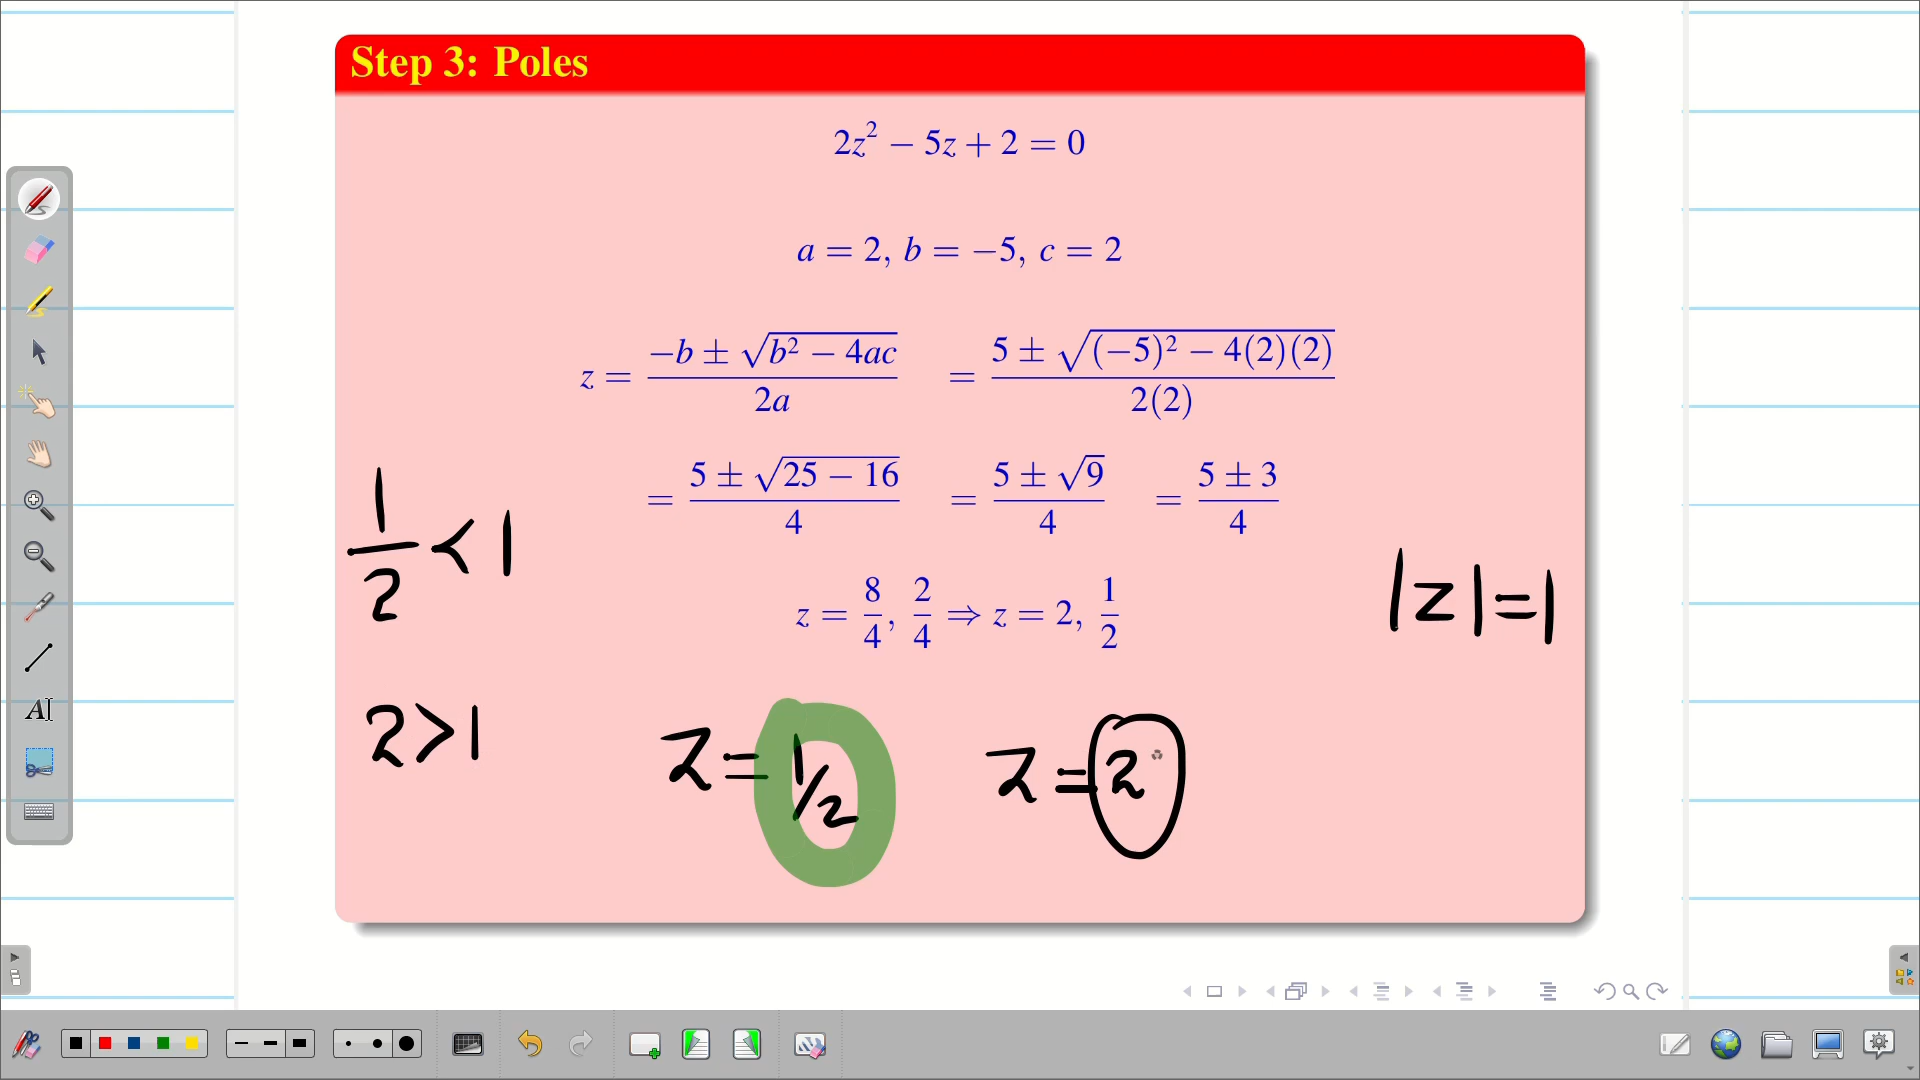 Step 3: Poles
2z² − 5z + 2 = 0
a = 2, b = −5, c = 2
z = (−b ± √(b² − 4ac))/(2a) = (5 ± √((−5)² − 4(2)(2)))/(2(2))
= (5 ± √(25 − 16))/4 = (5 ± √9)/4 = (5 ± 3)/4
1/2 < 1
z = 8/4, 2/4 ⇒ z = 2, 1/2
|z| = 1
2 > 1
z = 1/2 z = 2
A